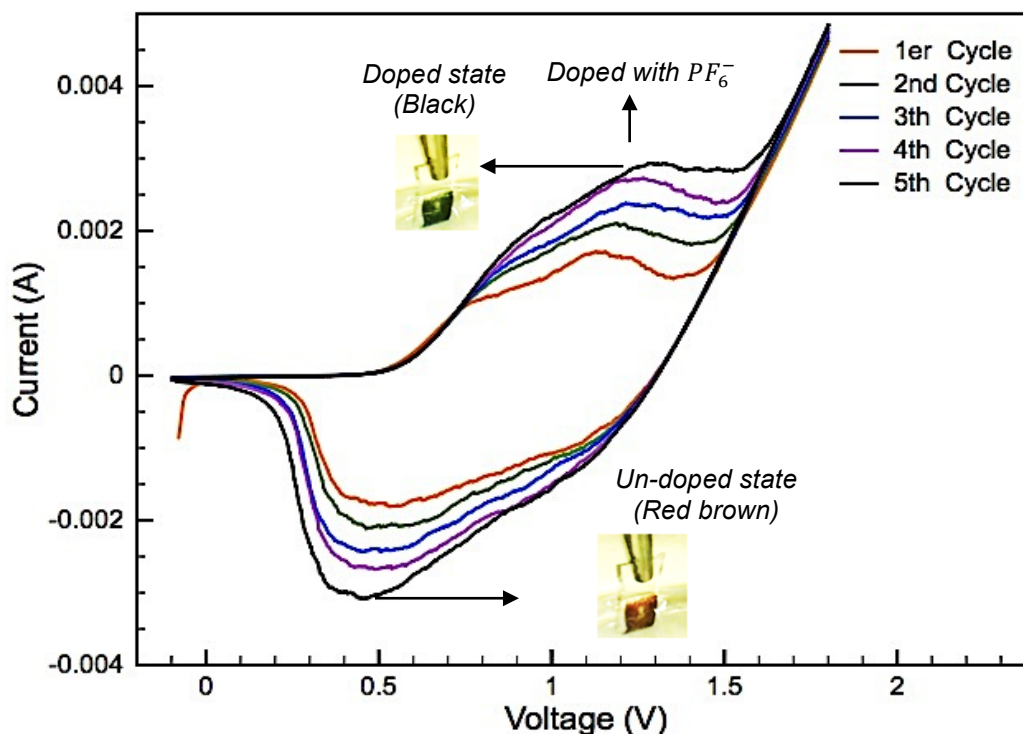 Doped state
(Black)
Doped with PF₆⁻
1er Cycle
2nd Cycle
3th Cycle
4th Cycle
5th Cycle
Un-doped state
(Red brown)
0.004
0.002
0
-0.002
-0.004
Current (A)
0 0.5 1 1.5 2
Voltage (V)